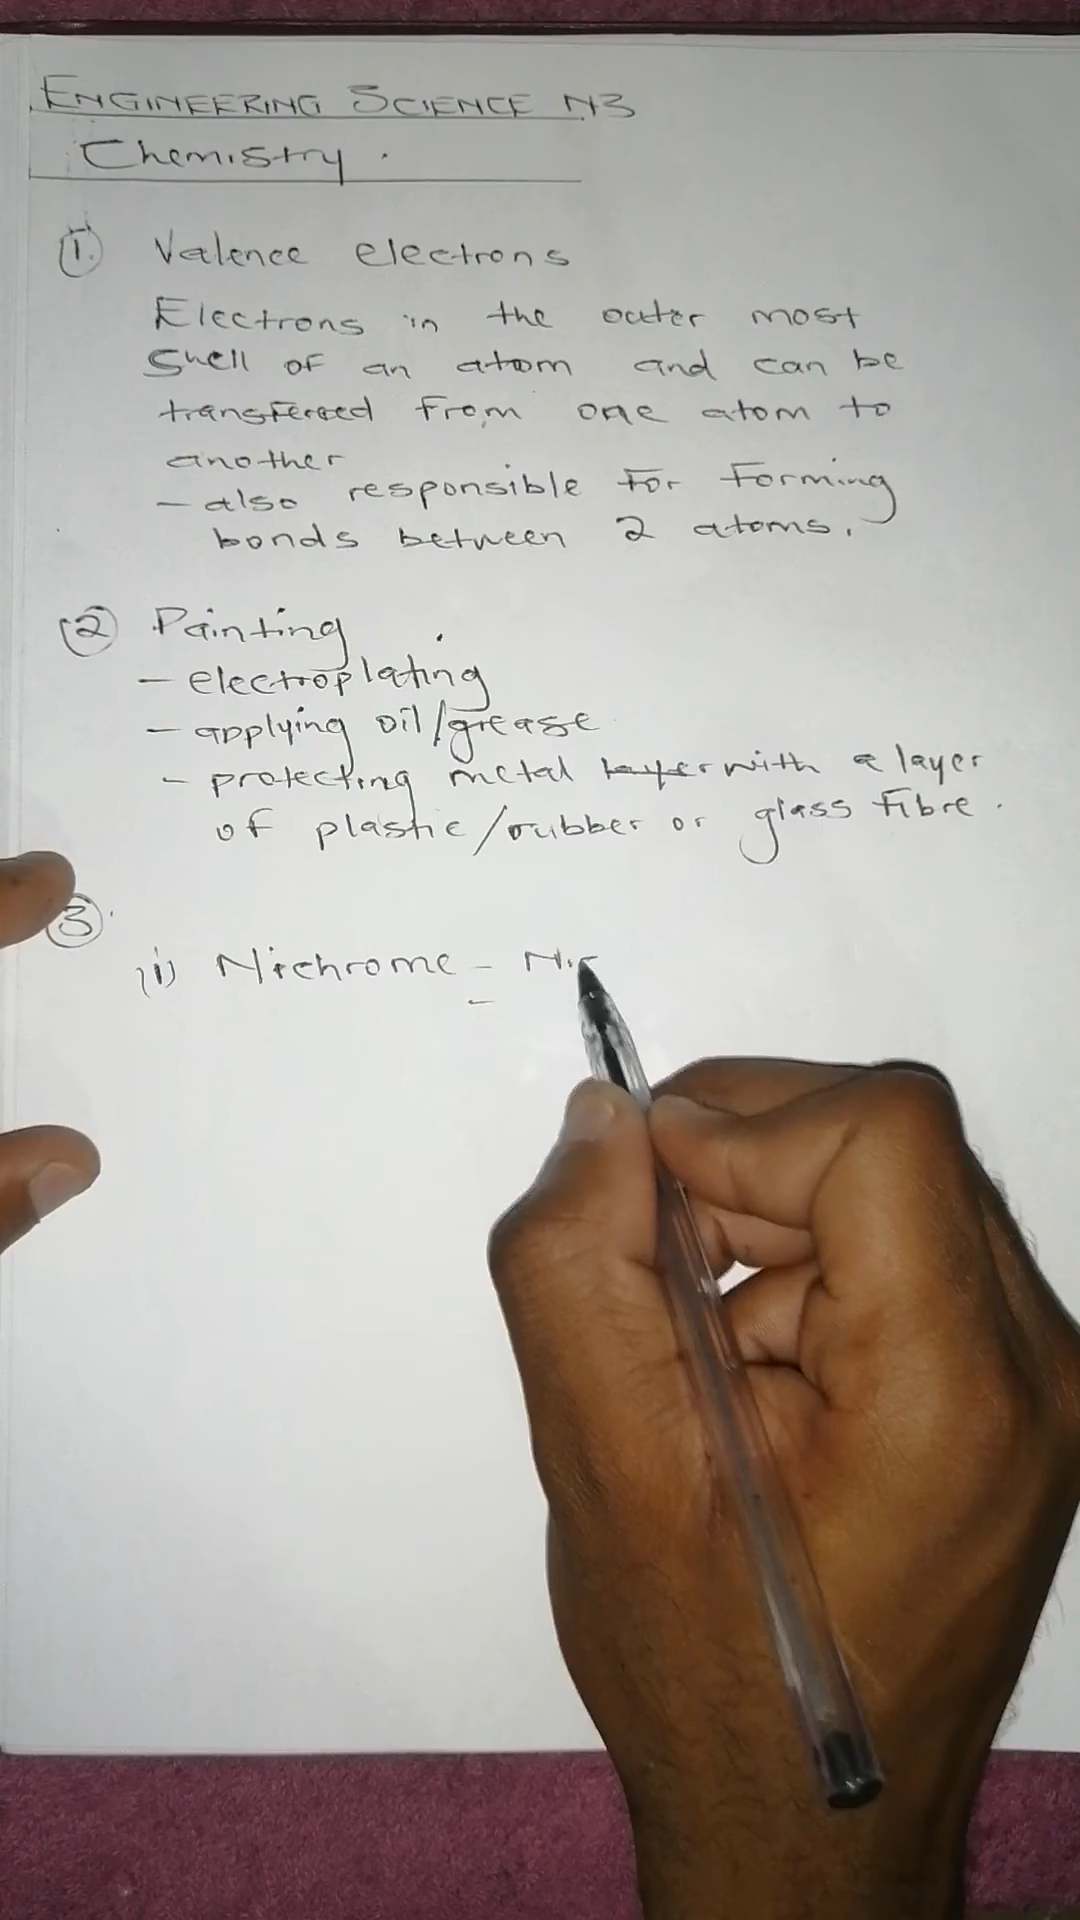 ENGINEERING SCIENCE N3
Chemistry.
1. Valence electrons
Electrons in the outer most
shell of an atom and can be
transferred from one atom to
another
- also responsible for forming
bonds between 2 atoms.
(2) Painting
- electroplating
- applying oil/grease
- protecting metal layer with a layer
of plastic/rubber or glass fibre.
3
(i) Nichrome - Nic